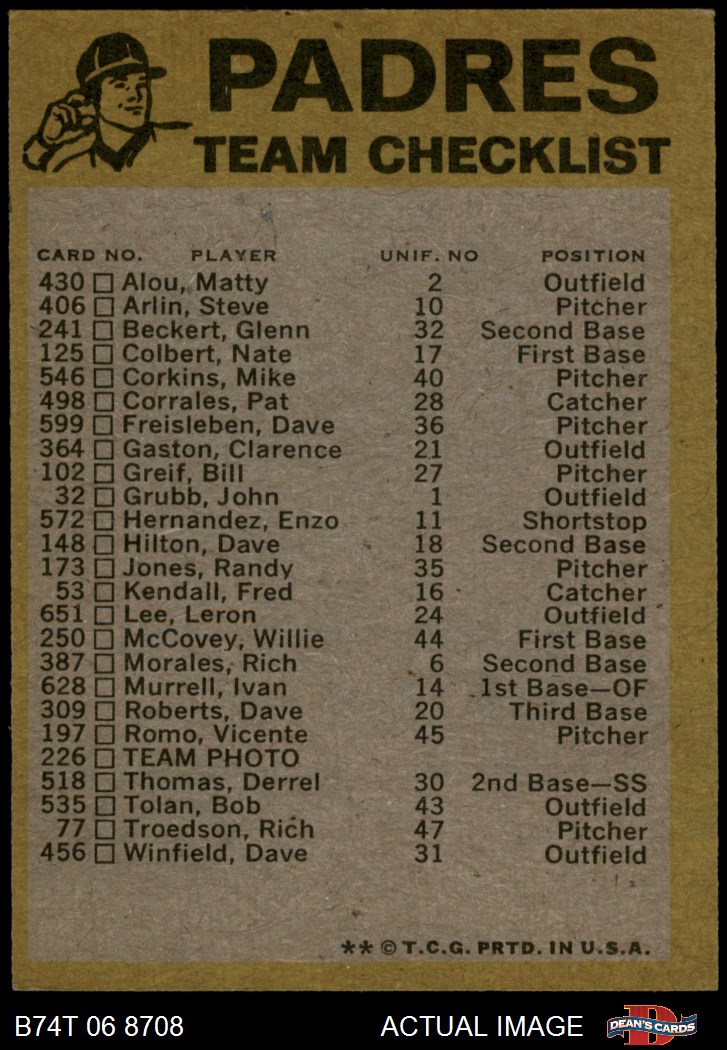 PADRES
TEAM CHECKLIST
CARD NO. PLAYER UNIF. NO POSITION
430 Alou, Matty 2 Outfield
406 Arlin, Steve 10 Pitcher
241 Beckert, Glenn 32 Second Base
125 Colbert, Nate 17 First Base
546 Corkins, Mike 40 Pitcher
498 Corrales, Pat 28 Catcher
599 Freisleben, Dave 36 Pitcher
364 Gaston, Clarence 21 Outfield
102 Greif, Bill 27 Pitcher
32 Grubb, John 1 Outfield
572 Hernandez, Enzo 11 Shortstop
148 Hilton, Dave 18 Second Base
173 Jones, Randy 35 Pitcher
53 Kendall, Fred 16 Catcher
651 Lee, Leron 24 Outfield
250 McCovey, Willie 44 First Base
387 Morales, Rich 6 Second Base
628 Murrell, Ivan 14 1st Base—OF
309 Roberts, Dave 20 Third Base
197 Romo, Vicente 45 Pitcher
226 TEAM PHOTO
518 Thomas, Derrel 30 2nd Base—SS
535 Tolan, Bob 43 Outfield
77 Troedson, Rich 47 Pitcher
456 Winfield, Dave 31 Outfield
** © T.C.G. PRTD. IN U.S.A.
B74T 06 8708 ACTUAL IMAGE D DEAN'S CARDS